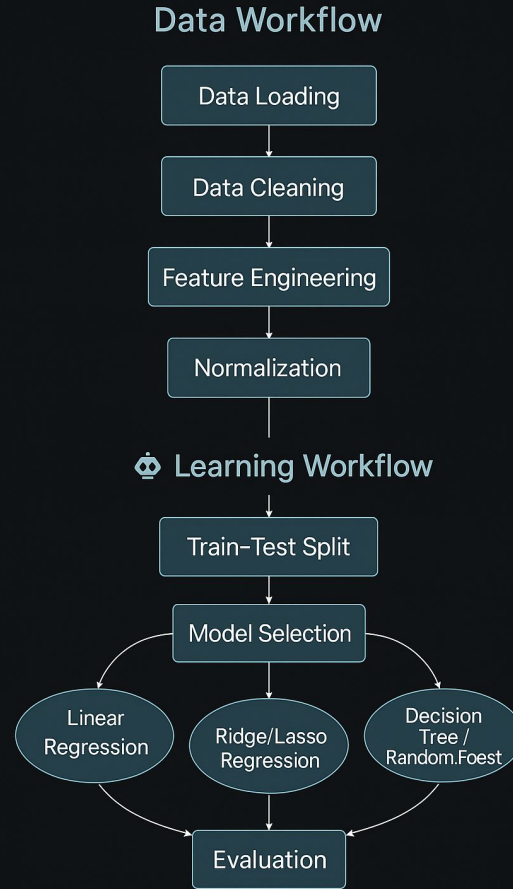 Data Workflow
Data Loading
Data Cleaning
Feature Engineering
Normalization
Learning Workflow
Train-Test Split
Model Selection
Linear
Regression
Ridge/Lasso
Regression
Decision
Tree /
Random.Foest
Evaluation